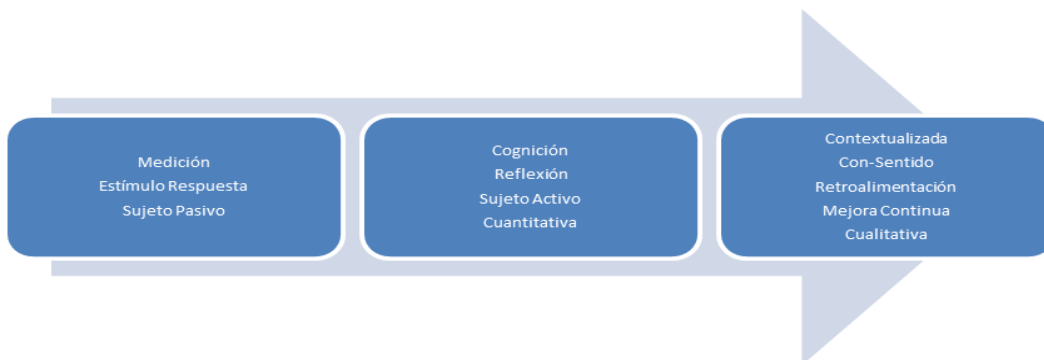 Medición
Estímulo Respuesta
Sujeto Pasivo
Cognición
Reflexión
Sujeto Activo
Cuantitativa
Contextualizada
Con-Sentido
Retroalimentación
Mejora Continua
Cualitativa